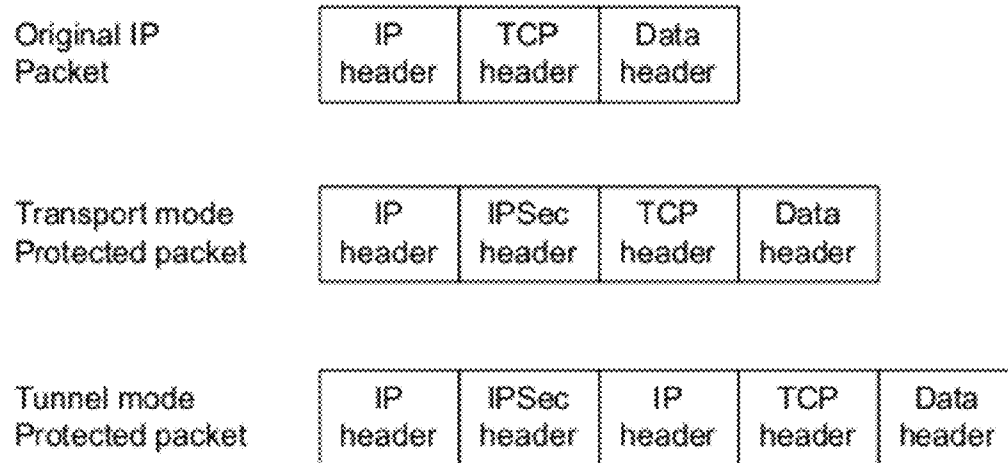 Original IP
Packet
IP
header
TCP
header
Data
header
Transport mode
Protected packet
IP
header
IPSec
header
TCP
header
Data
header
Tunnel mode
Protected packet
IP
header
IPSec
header
IP
header
TCP
header
Data
header